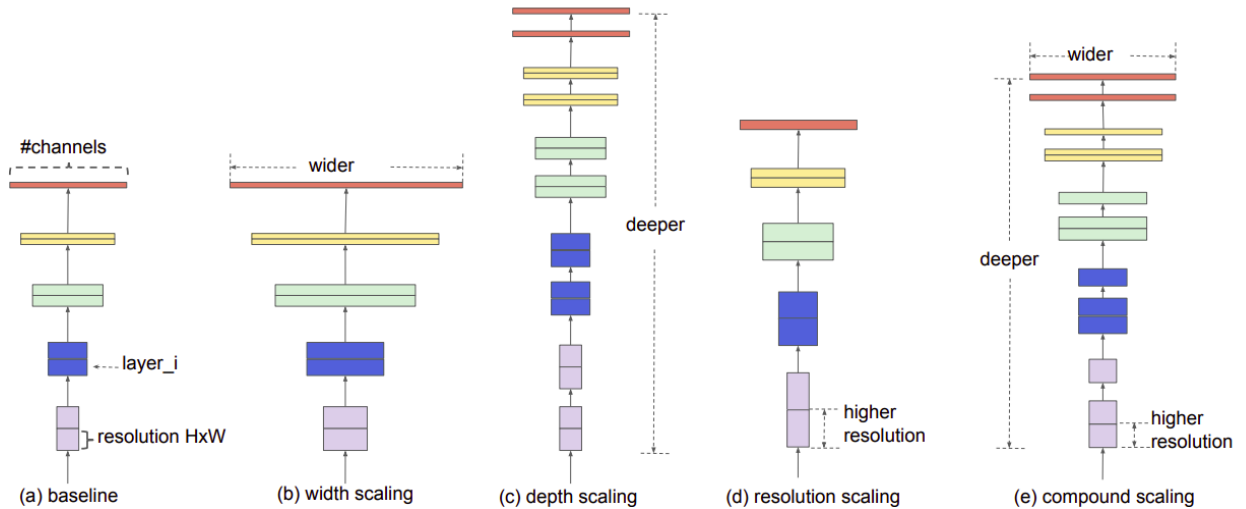 #channels
layer_i
resolution HxW
(a) baseline
wider
(b) width scaling
deeper
(c) depth scaling
higher
resolution
(d) resolution scaling
wider
deeper
higher
resolution
(e) compound scaling